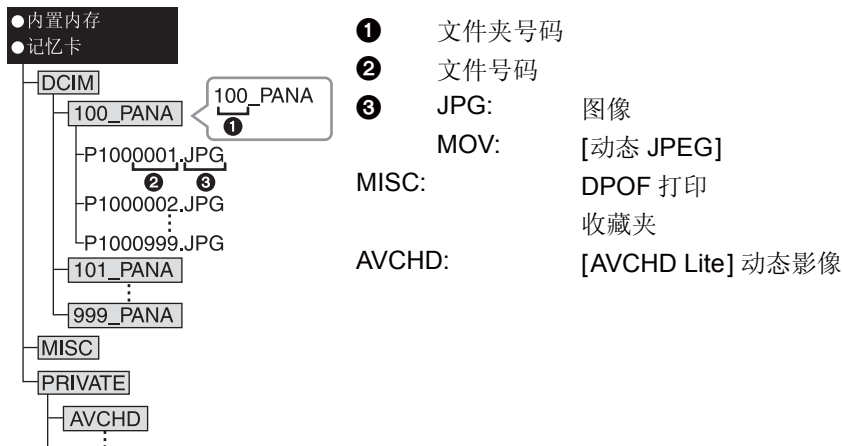 ●内置内存
●记忆卡
DCIM
100_PANA
100_PANA
❶
P1000001.JPG
❷ ❸
P1000002.JPG
P1000999.JPG
101_PANA
999_PANA
MISC
PRIVATE
AVCHD
❶ 文件夹号码
❷ 文件号码
❸ JPG: 图像
MOV: [动态 JPEG]
MISC: DPOF 打印
收藏夹
AVCHD: [AVCHD Lite] 动态影像